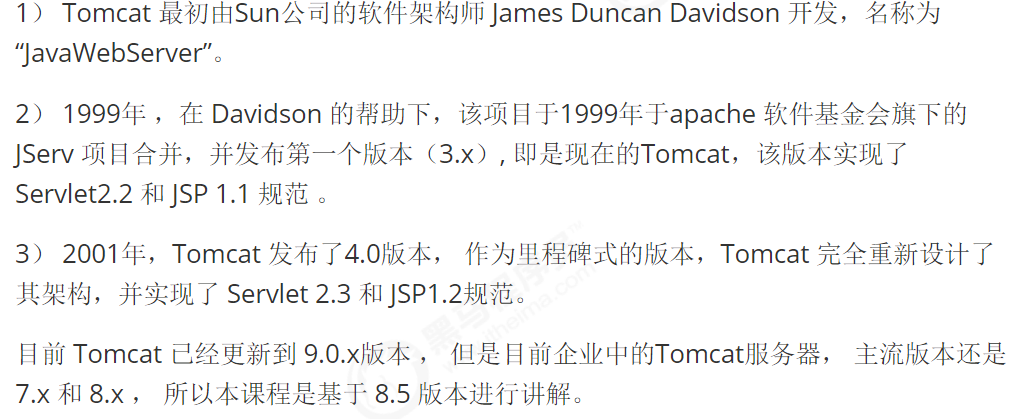 1） Tomcat 最初由Sun公司的软件架构师 James Duncan Davidson 开发，名称为
“JavaWebServer”。
2） 1999年 ，在 Davidson 的帮助下，该项目于1999年于apache 软件基金会旗下的
JServ 项目合并，并发布第一个版本（3.x）, 即是现在的Tomcat，该版本实现了
Servlet2.2 和 JSP 1.1 规范 。
3） 2001年，Tomcat 发布了4.0版本， 作为里程碑式的版本，Tomcat 完全重新设计了
其架构，并实现了 Servlet 2.3 和 JSP1.2规范。
目前 Tomcat 已经更新到 9.0.x版本 ， 但是目前企业中的Tomcat服务器， 主流版本还是
7.x 和 8.x ， 所以本课程是基于 8.5 版本进行讲解。